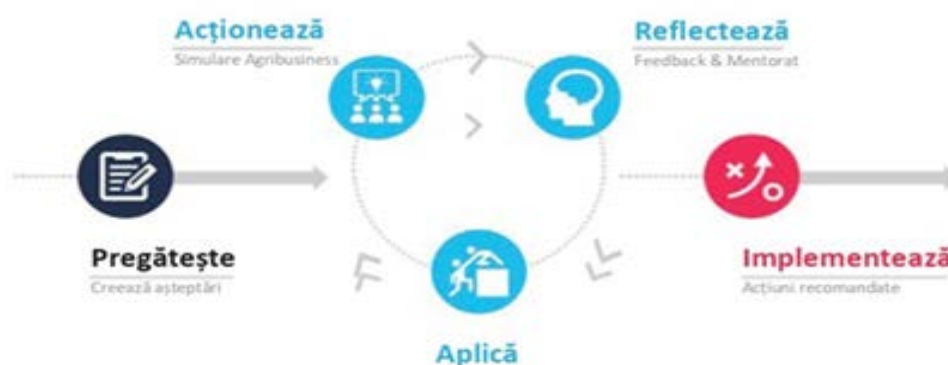 Acționează
Simulare Agribusiness
Reflectează
Feedback & Mentorat
Pregătește
Creează așteptări
Implementează
Acțiuni recomandate
Aplică